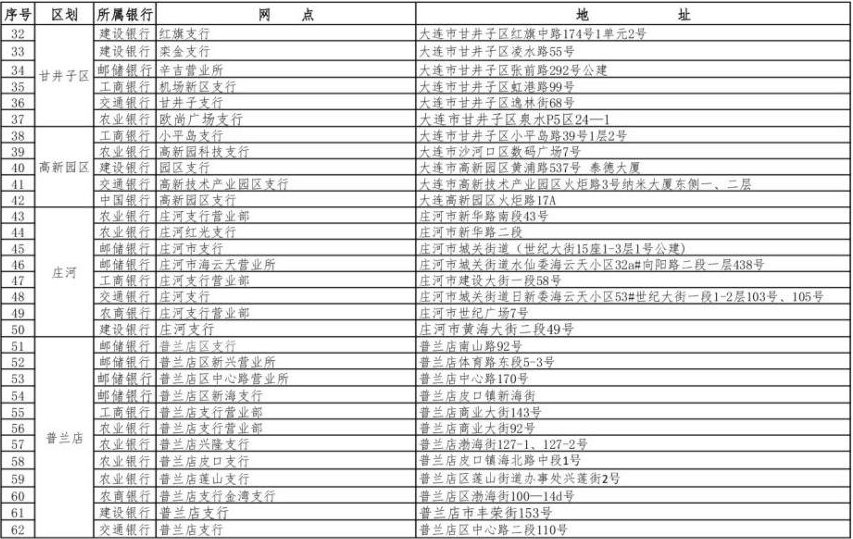 序号 区划 所属银行 网 点 地 址
32 建设银行 红旗支行 大连市甘井子区红旗中路174号1单元2号
33 建设银行 栾金支行 大连市甘井子区凌水路55号
34 邮储银行 辛吉营业所 大连市甘井子区张前路292号公建
甘井子区
35 工商银行 机场新区支行 大连市甘井子区虹港路99号
36 交通银行 甘井子支行 大连市甘井子区逸林街68号
37 农业银行 欧尚广场支行 大连市甘井子区泉水P5区24—1
38 工商银行 小平岛支行 大连市甘井子区小平岛路39号1层2号
39 农业银行 高新园科技支行 大连市沙河口区数码广场7号
40 高新园区 建设银行 园区支行 大连市高新园区黄浦路537号 泰德大厦
41 交通银行 高新技术产业园区支行 大连市高新技术产业园区火炬路3号纳米大厦东侧一、二层
42 中国银行 高新园区支行 大连高新园区火炬路17A
43 农业银行 庄河支行营业部 庄河市新华路南段43号
44 农业银行 庄河红光支行 庄河市新华路二段
45 邮储银行 庄河市支行 庄河市城关街道（世纪大街15座1-3层1号公建)
46 邮储银行 庄河市海云天营业所 庄河市城关街道水仙委海云天小区32a#向阳路二段一层438号
庄河
47 工商银行 庄河支行营业部 庄河市建设大街一段58号
48 交通银行 庄河支行 庄河市城关街道日新委海云天小区53#世纪大街一段1-2层103号、105号
49 农商银行 庄河支行营业部 庄河市世纪广场7号
50 建设银行 庄河支行 庄河市黄海大街二段49号
51 邮储银行 普兰店区支行 普兰店南山路92号
52 邮储银行 普兰店区新兴营业所 普兰店体育路东段5-3号
53 邮储银行 普兰店区中心路营业所 普兰店中心路170号
54 邮储银行 普兰店区新海支行 普兰店皮口镇新海街
55 工商银行 普兰店支行营业部 普兰店商业大街143号
56 农业银行 普兰店支行营业部 普兰店商业大街92号
普兰店
57 农业银行 普兰店兴隆支行 普兰店渤海街127-1、127-2号
58 农业银行 普兰店皮口支行 普兰店皮口镇海北路中段1号
59 农业银行 普兰店莲山支行 普兰店区莲山街道办事处兴莲街2号
60 农商银行 普兰店支行金湾支行 普兰店区渤海街100—14d号
61 建设银行 普兰店支行 普兰店市丰荣街153号
62 交通银行 普兰店支行 普兰店区中心路二段110号